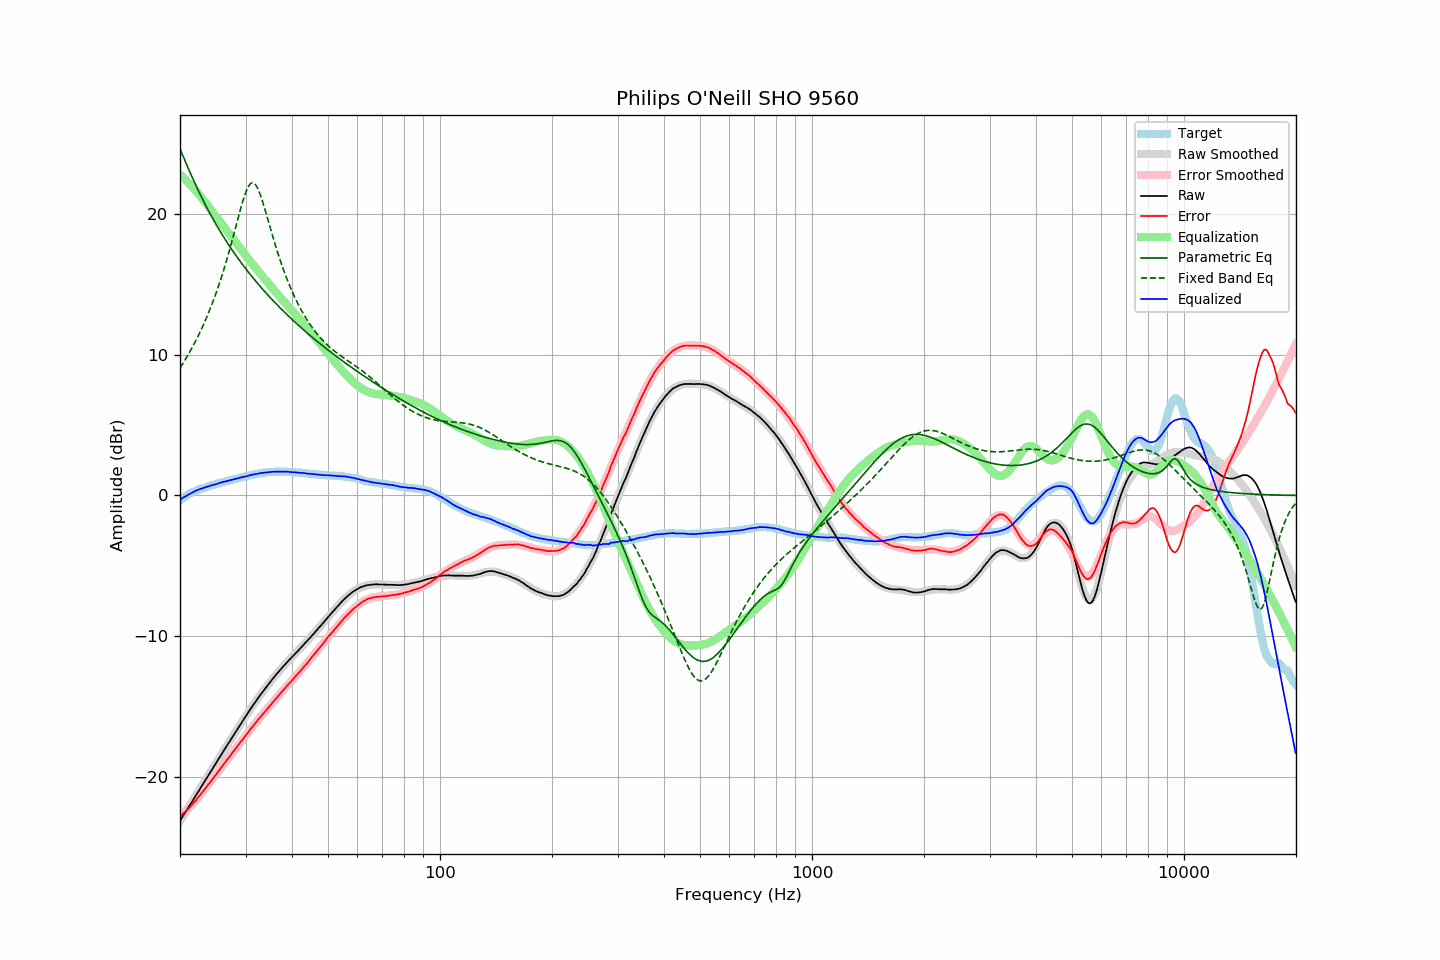 Philips O'Neill SHO 9560
Target
Raw Smoothed
Error Smoothed
Raw
Error
Equalization
Parametric Eq
Fixed Band Eq
Equalized
20
10
0
−10
−20
Amplitude (dBr)
100
1000
10000
Frequency (Hz)